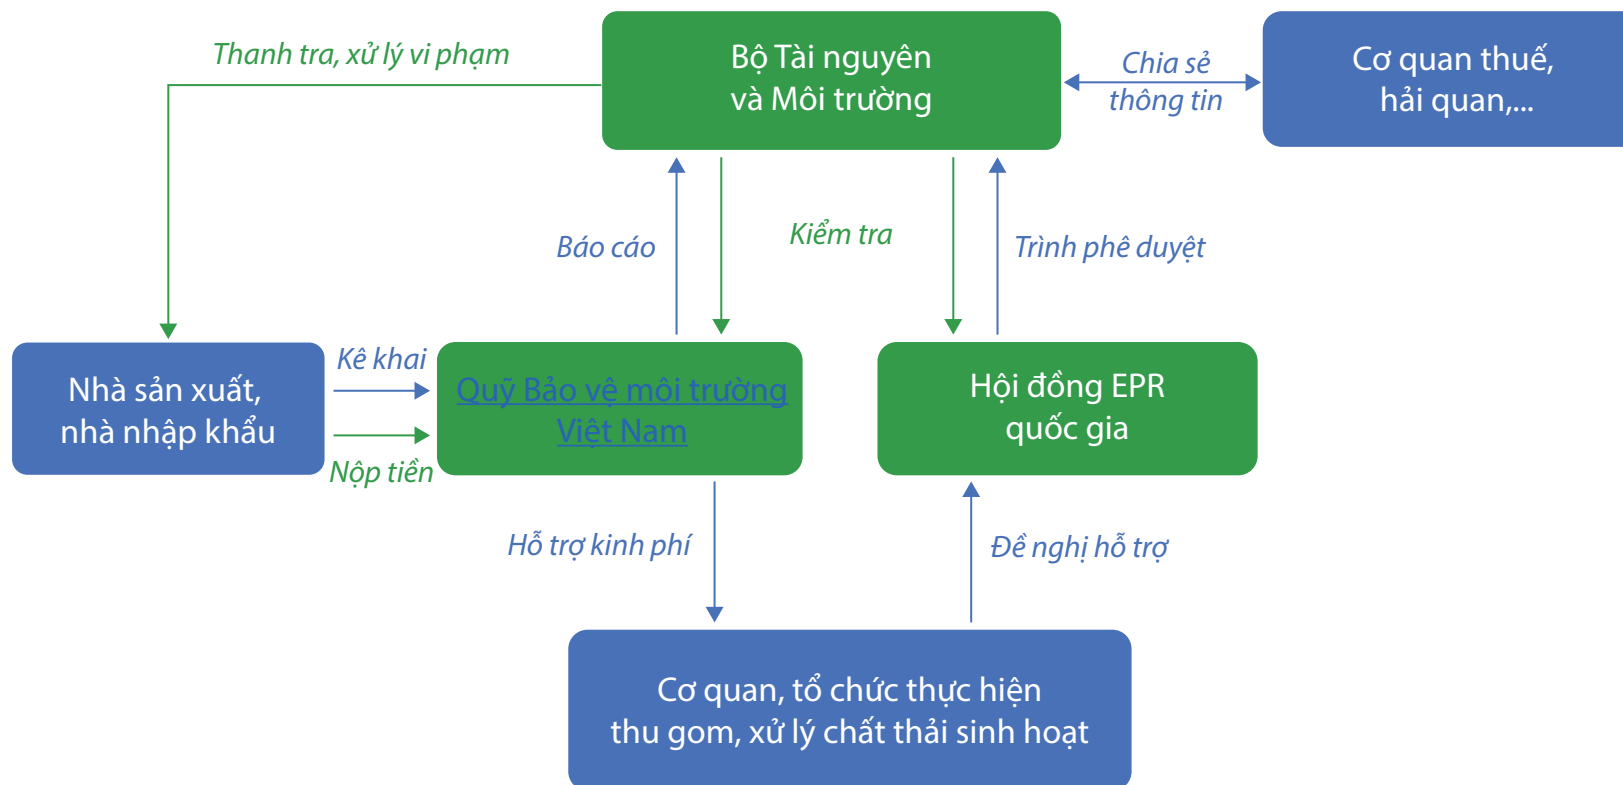 Thanh tra, xử lý vi phạm
Bộ Tài nguyên
và Môi trường
Chia sẻ
thông tin
Cơ quan thuế,
hải quan,...
Báo cáo
Kiểm tra
Trình phê duyệt
Nhà sản xuất,
nhà nhập khẩu
Kê khai
Nộp tiền
Quỹ Bảo vệ môi trường
Việt Nam
Hội đồng EPR
quốc gia
Hỗ trợ kinh phí
Đề nghị hỗ trợ
Cơ quan, tổ chức thực hiện
thu gom, xử lý chất thải sinh hoạt